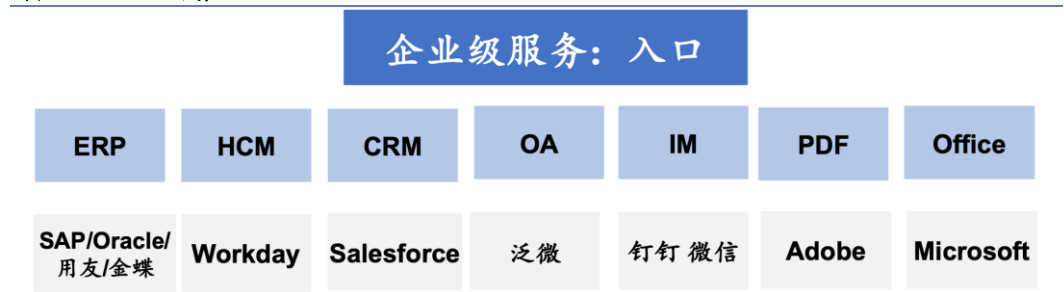 企业级服务：入口
ERP
HCM
CRM
OA
IM
PDF
Office
SAP/Oracle/
用友/金蝶
Workday
Salesforce
泛微
钉钉 微信
Adobe
Microsoft